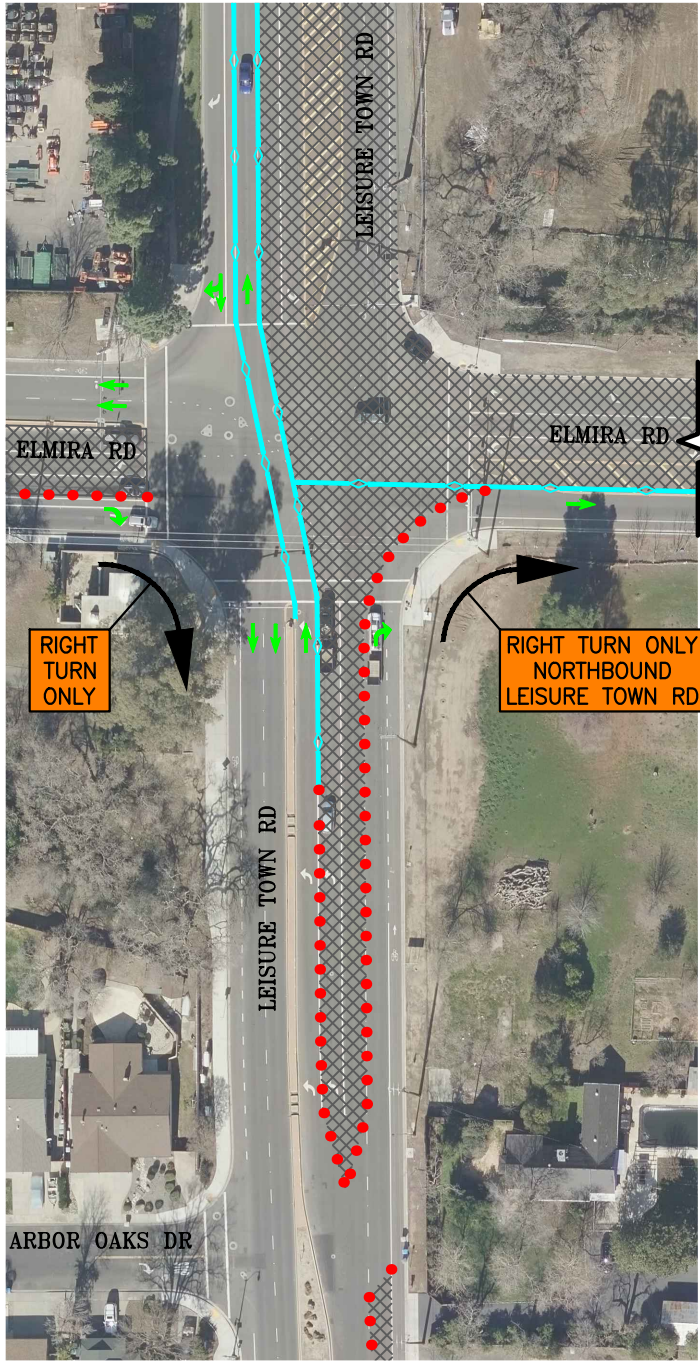 LEISURE TOWN RD
ELMIRA RD
ELMIRA RD
RIGHT
TURN
ONLY
RIGHT TURN ONLY
NORTHBOUND
LEISURE TOWN RD
LEISURE TOWN RD
ARBOR OAKS DR